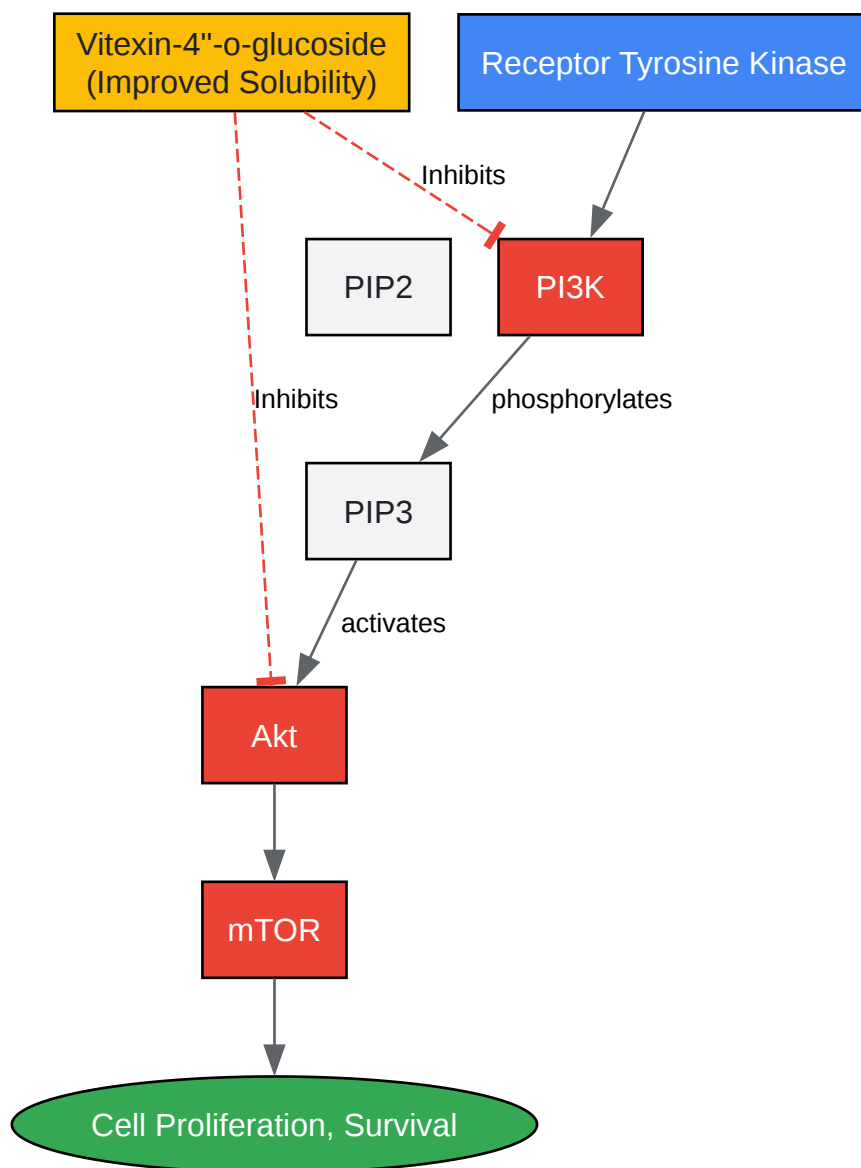 Vitexin-4"-o-glucoside
(Improved Solubility)
Receptor Tyrosine Kinase
Inhibits
PIP2
PI3K
Inhibits
phosphorylates
PIP3
activates
Akt
mTOR
Cell Proliferation, Survival